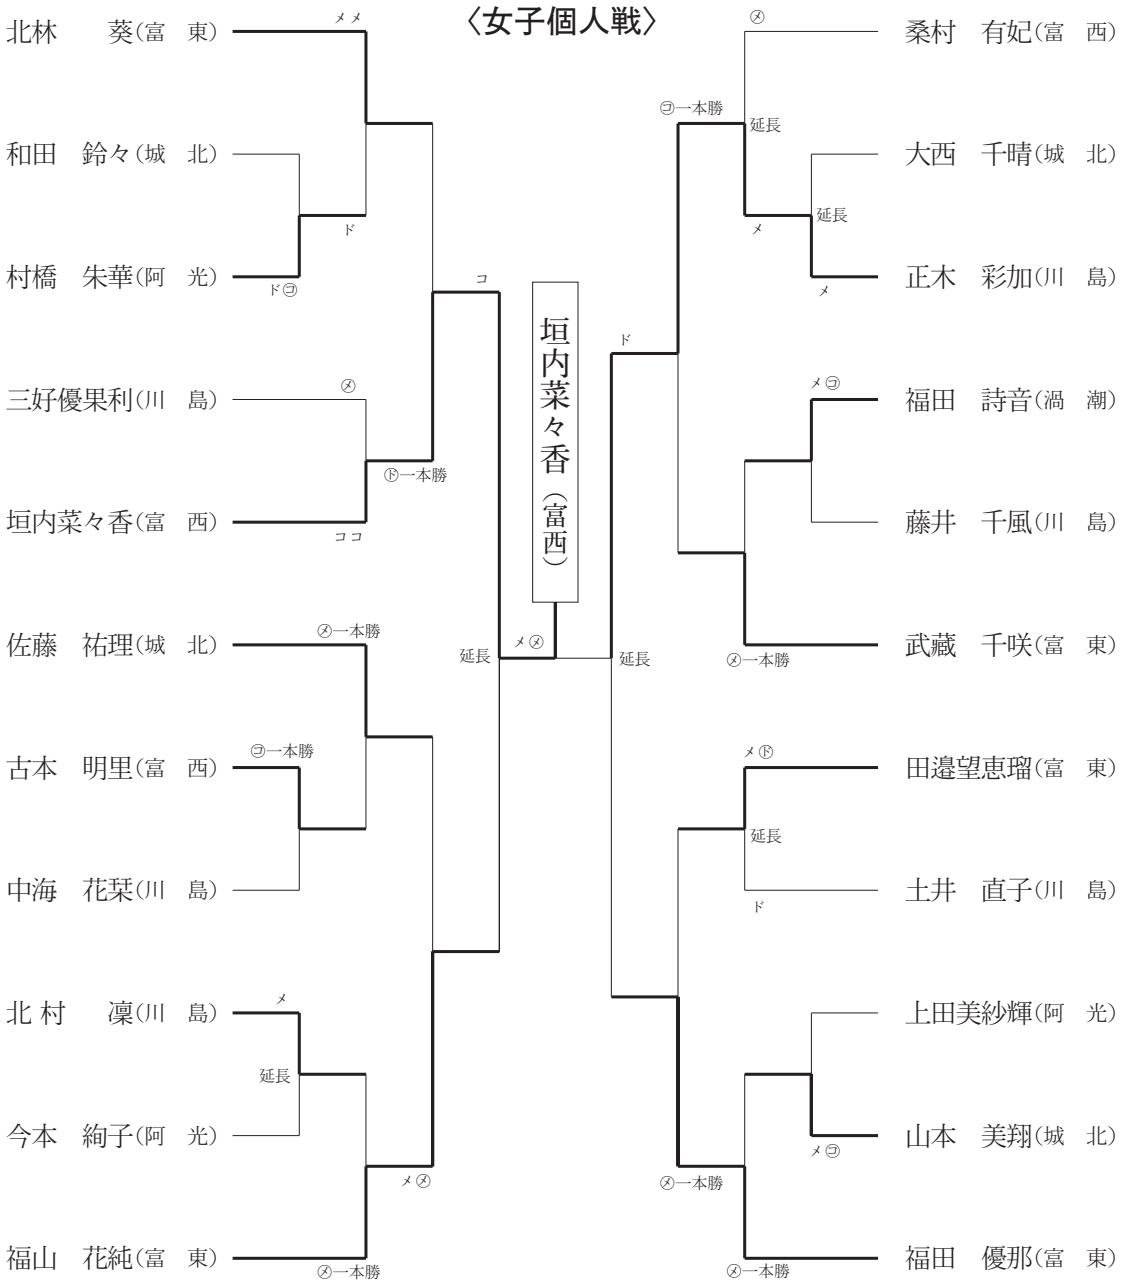 〈女子個人戦〉
メメ
北林　葵(富　東)
和田　鈴々(城　北)
ド
村橋　朱華(阿　光)
ド㋙
コ
三好優果利(川　島)
㋱
㋣一本勝
垣内菜々香(富　西)
ココ
㋱一本勝
佐藤　祐理(城　北)
延長
メ㋱
㋙一本勝
古本　明里(富　西)
中海　花栞(川　島)
メ
北村　凜(川　島)
延長
今本　絢子(阿　光)
メ㋱
福山　花純(富　東)
㋱一本勝
垣内菜々香(富西)
㋱
桑村　有妃(富　西)
㋙一本勝
延長
大西　千晴(城　北)
延長
メ
正木　彩加(川　島)
メ
ド
メ㋙
福田　詩音(渦　潮)
藤井　千風(川　島)
武藏　千咲(富　東)
延長
㋱一本勝
メ㋣
田邉望恵瑠(富　東)
延長
土井　直子(川　島)
ド
上田美紗輝(阿　光)
山本　美翔(城　北)
メ㋙
㋱一本勝
福田　優那(富　東)
㋱一本勝